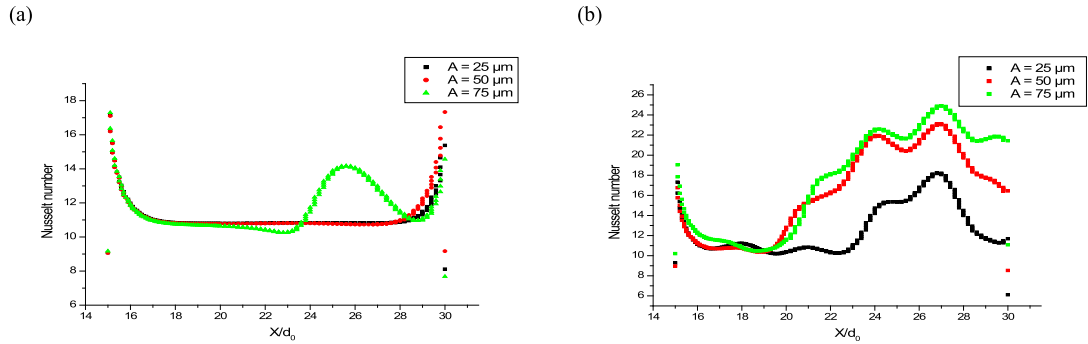 (a)
A = 25 µm
A = 50 µm
A = 75 µm
18
16
14
12
10
8
6
Nusselt number
14 16 18 20 22 24 26 28 30
X/d₀
(b)
A = 25 µm
A = 50 µm
A = 75 µm
26
24
22
20
18
16
14
12
10
8
6
Nusselt number
14 16 18 20 22 24 26 28 30
X/d₀